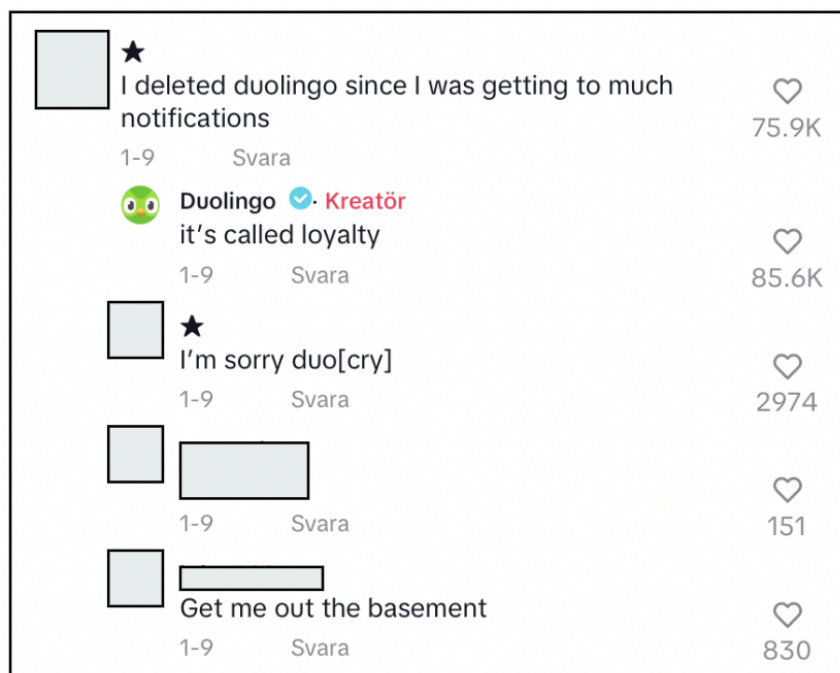 ★
I deleted duolingo since I was getting to much
notifications
75.9K
1-9 Svara
Duolingo · Kreatör
it's called loyalty
85.6K
1-9 Svara
★
I'm sorry duo[cry]
2974
1-9 Svara
151
1-9 Svara
Get me out the basement
830
1-9 Svara